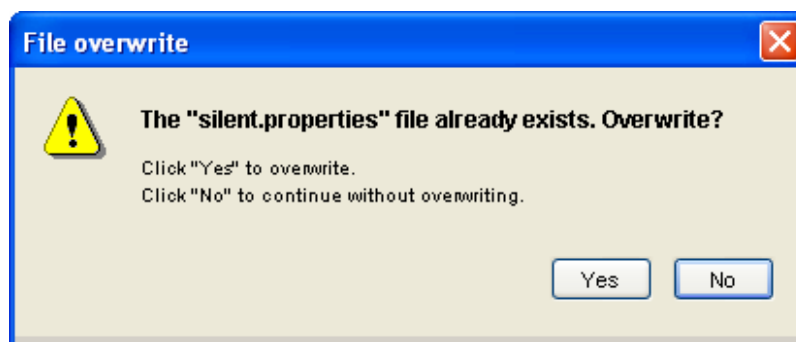 File overwrite
The "silent.properties" file already exists. Overwrite?
Click "Yes" to overwrite.
Click "No" to continue without overwriting.
Yes No